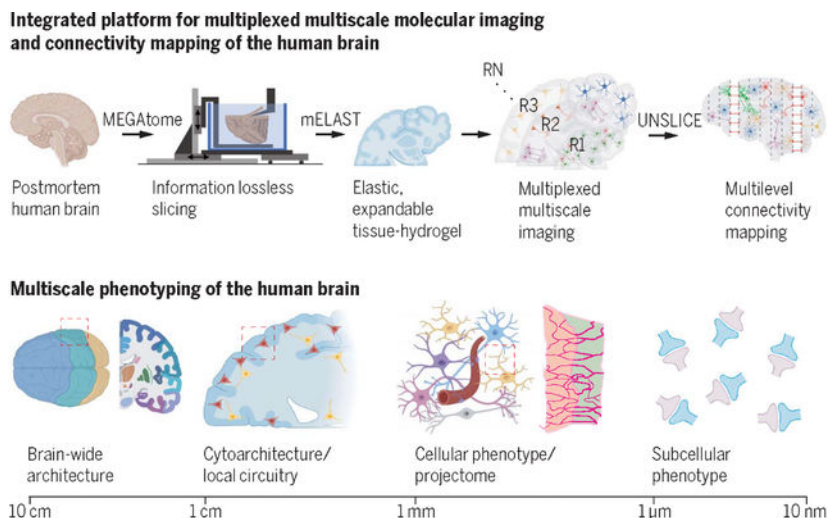 Integrated platform for multiplexed multiscale molecular imaging
and connectivity mapping of the human brain
MEGAtome
mELAST
RN
R3
R2
R1
UNSLICE
Postmortem
human brain
Information lossless
slicing
Elastic,
expandable
tissue-hydrogel
Multiplexed
multiscale
imaging
Multilevel
connectivity
mapping
Multiscale phenotyping of the human brain
Brain-wide
architecture
Cytoarchitecture/
local circuitry
Cellular phenotype/
projectome
Subcellular
phenotype
10 cm
1 cm
1 mm
1 µm
10 nm